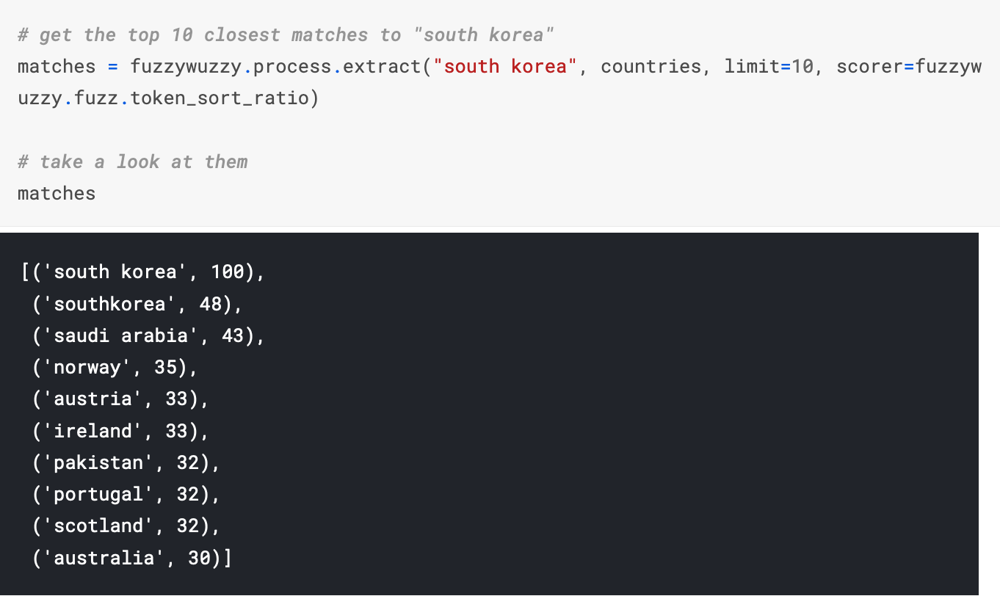 # get the top 10 closest matches to "south korea"
matches = fuzzywuzzy.process.extract("south korea", countries, limit=10, scorer=fuzzyw
uzzy.fuzz.token_sort_ratio)
# take a look at them
matches
[('south korea', 100),
('southkorea', 48),
('saudi arabia', 43),
('norway', 35),
('austria', 33),
('ireland', 33),
('pakistan', 32),
('portugal', 32),
('scotland', 32),
('australia', 30)]